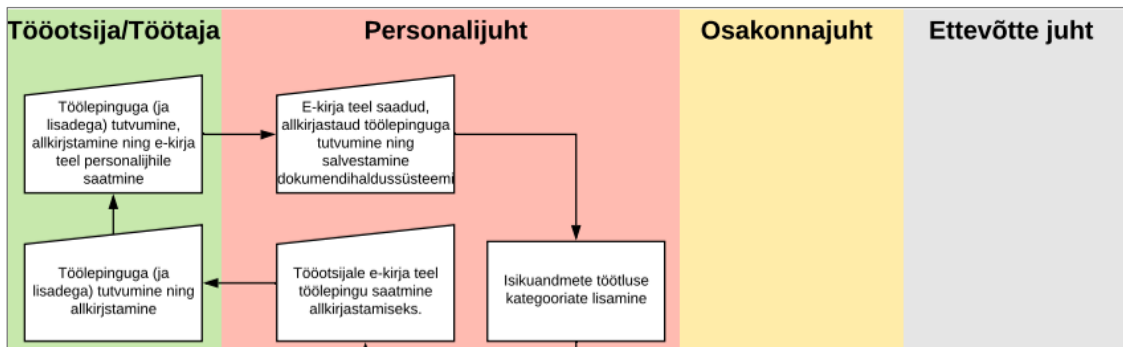 Tööotsija/Töötaja
Personalijuht
Osakonnajuht
Ettevõtte juht
Töölepinguga (ja
lisadega) tutvumine,
allkirjstamine ning e-kirja
teel personalijhile
saatmine
E-kirja teel saadud,
allkirjastaud töölepinguga
tutvumine ning
salvestamine
dokumendihaldussüsteemi
Töölepinguga (ja
lisadega) tutvumine ning
allkirjstamine
Tööotsijale e-kirja teel
töölepingu saatmine
allkirjastamiseks.
Isikuandmete töötluse
kategooriate lisamine